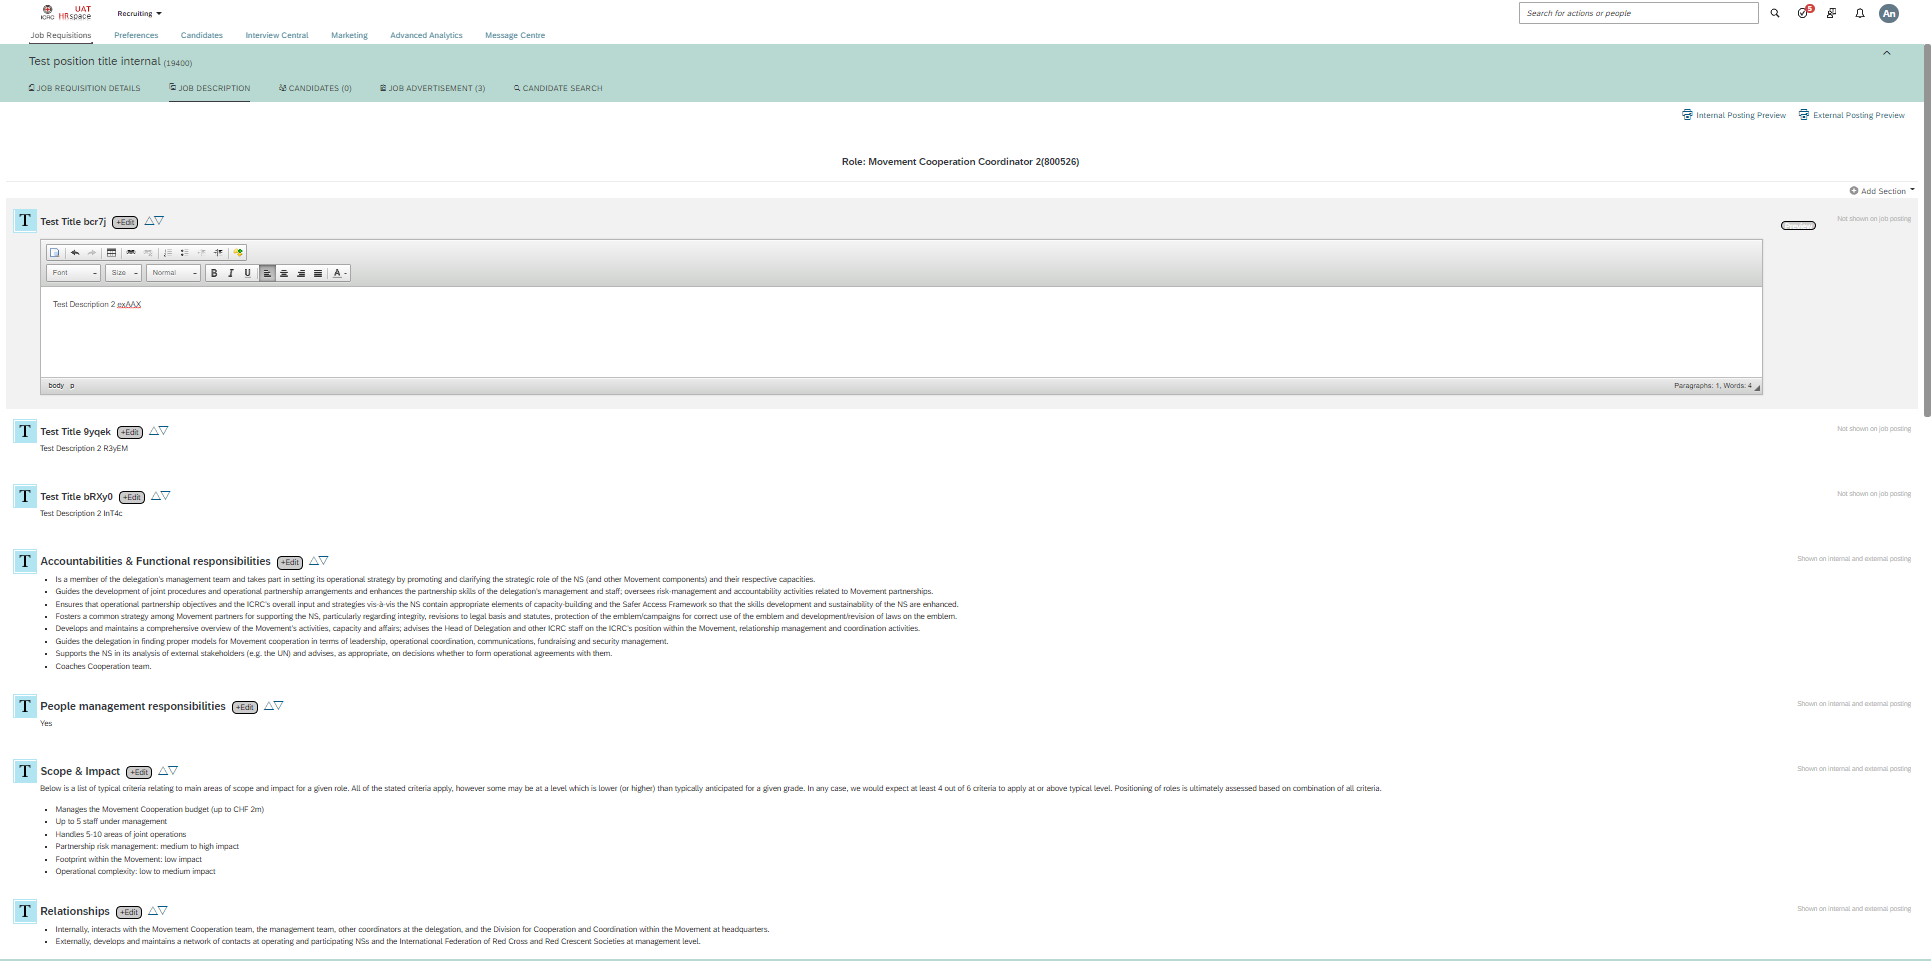 ICRC
UAT
HRspace
Recruiting
Search for actions or people
5
An
Job Requisitions
Preferences
Candidates
Interview Central
Marketing
Advanced Analytics
Message Centre
Test position title internal (19400)
JOB REQUISITION DETAILS
JOB DESCRIPTION
CANDIDATES (0)
JOB ADVERTISEMENT (3)
CANDIDATE SEARCH
Internal Posting Preview
External Posting Preview
Role: Movement Cooperation Coordinator 2(800526)
Add Section
T Test Title bcr7j +Edit
Not shown on job posting
Font
Size
Normal
B I U A
Test Description 2 exAAX
body p
Paragraphs: 1, Words: 4
T Test Title 9yqek +Edit
Not shown on job posting
Test Description 2 R3yEM
T Test Title bRXy0 +Edit
Not shown on job posting
Test Description 2 InT4c
T Accountabilities & Functional responsibilities +Edit
Shown on internal and external posting
• Is a member of the delegation's management team and takes part in setting its operational strategy by promoting and clarifying the strategic role of the NS (and other Movement components) and their respective capacities.
• Guides the development of joint procedures and operational partnership arrangements and enhances the partnership skills of the delegation's management and staff; oversees risk-management and accountability activities related to Movement partnerships.
• Ensures that operational partnership objectives and the ICRC's overall input and strategies vis-à-vis the NS contain appropriate elements of capacity-building and the Safer Access Framework so that the skills development and sustainability of the NS are enhanced.
• Fosters a common strategy among Movement partners for supporting the NS, particularly regarding integrity, revisions to legal basis and statutes, protection of the emblem/campaigns for correct use of the emblem and development/revision of laws on the emblem.
• Develops and maintains a comprehensive overview of the Movement's activities, capacity and affairs; advises the Head of Delegation and other ICRC staff on the ICRC's position within the Movement, relationship management and coordination activities.
• Guides the delegation in finding proper models for Movement cooperation in terms of leadership, operational coordination, communications, fundraising and security management.
• Supports the NS in its analysis of external stakeholders (e.g. the UN) and advises, as appropriate, on decisions whether to form operational agreements with them.
• Coaches Cooperation team.
T People management responsibilities +Edit
Shown on internal and external posting
Yes
T Scope & Impact +Edit
Shown on internal and external posting
Below is a list of typical criteria relating to main areas of scope and impact for a given role. All of the stated criteria apply, however some may be at a level which is lower (or higher) than typically anticipated for a given grade. In any case, we would expect at least 4 out of 6 criteria to apply at or above typical level. Positioning of roles is ultimately assessed based on combination of all criteria.
• Manages the Movement Cooperation budget (up to CHF 2m)
• Up to 5 staff under management
• Handles 5-10 areas of joint operations
• Partnership risk management: medium to high impact
• Footprint within the Movement: low impact
• Operational complexity: low to medium impact
T Relationships +Edit
Shown on internal and external posting
• Internally, interacts with the Movement Cooperation team, the management team, other coordinators at the delegation, and the Division for Cooperation and Coordination within the Movement at headquarters.
• Externally, develops and maintains a network of contacts at operating and participating NSs and the International Federation of Red Cross and Red Crescent Societies at management level.